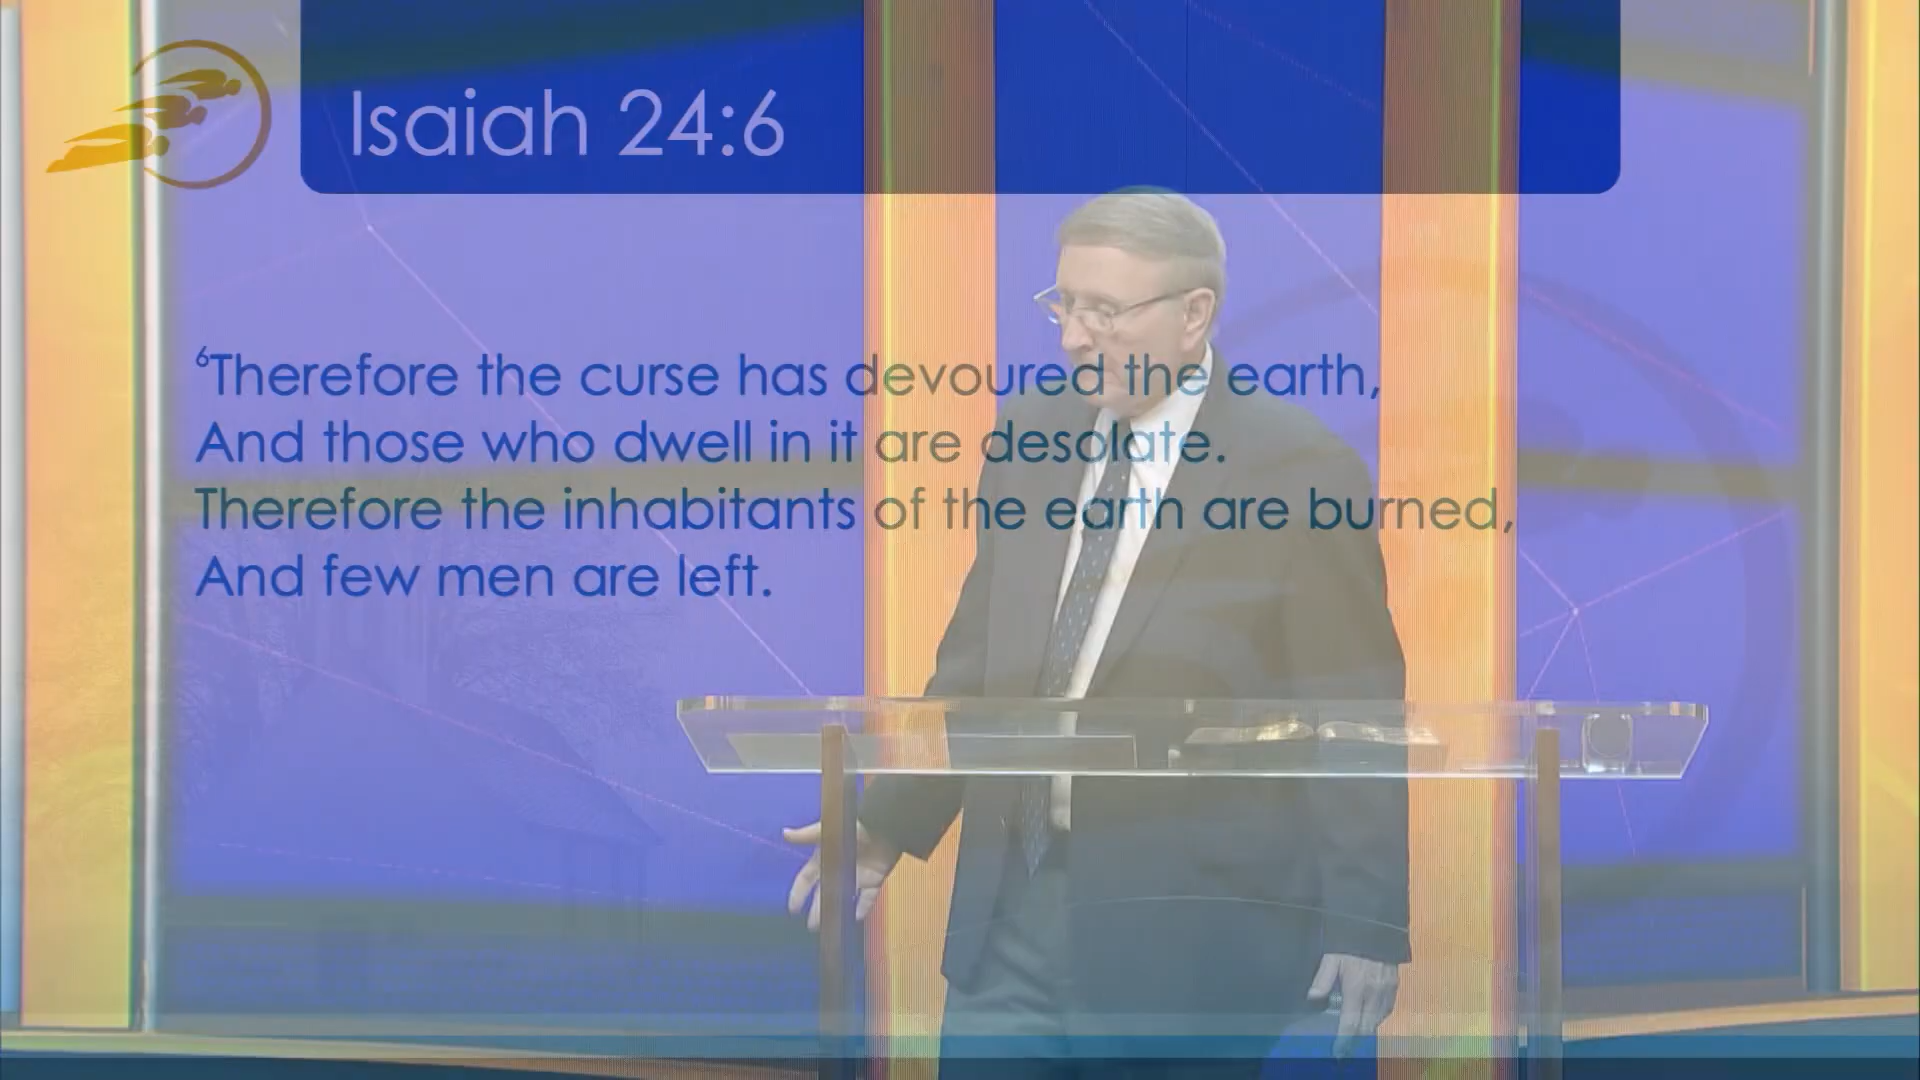 Isaiah 24:6
⁶Therefore the curse has devoured the earth,
And those who dwell in it are desolate.
Therefore the inhabitants of the earth are burned,
And few men are left.